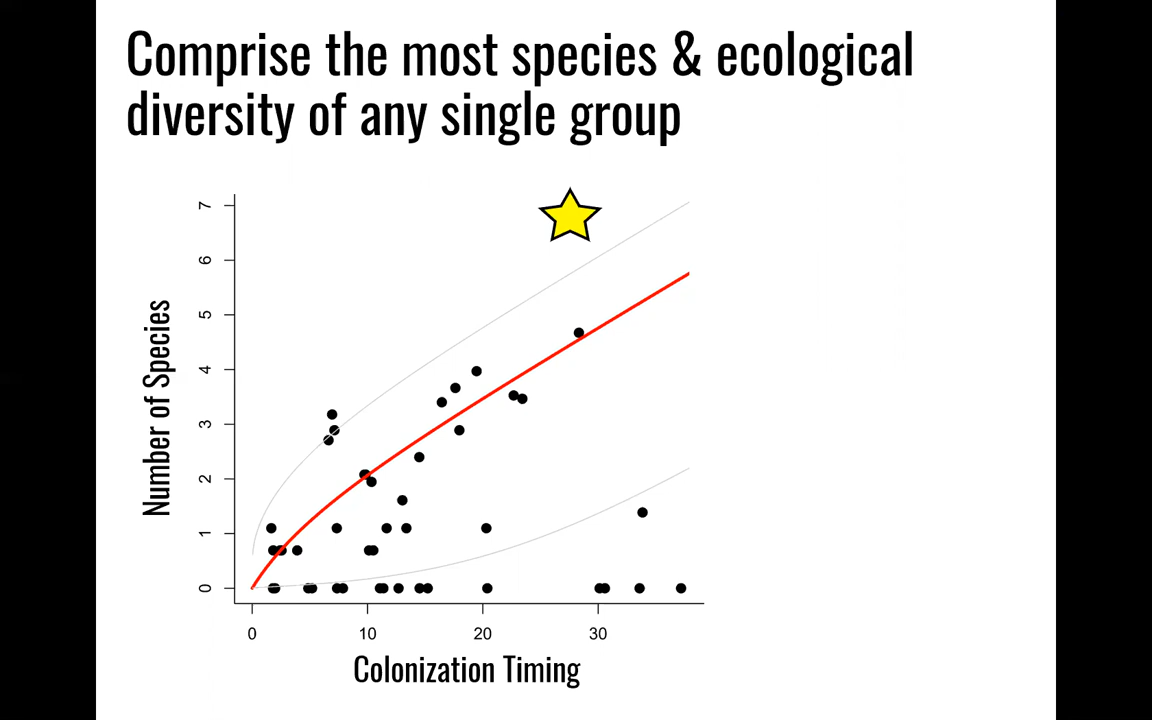 Comprise the most species & ecological
diversity of any single group
Number of Species
7
6
5
4
3
2
1
0
0 10 20 30
Colonization Timing